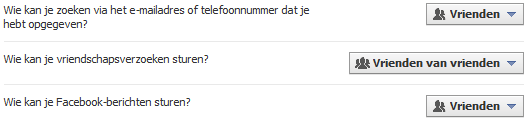 Wie kan je zoeken via het e-mailadres of telefoonnummer dat je
hebt opgegeven?
Vrienden
Wie kan je vriendschapsverzoeken sturen?
Vrienden van vrienden
Wie kan je Facebook-berichten sturen?
Vrienden